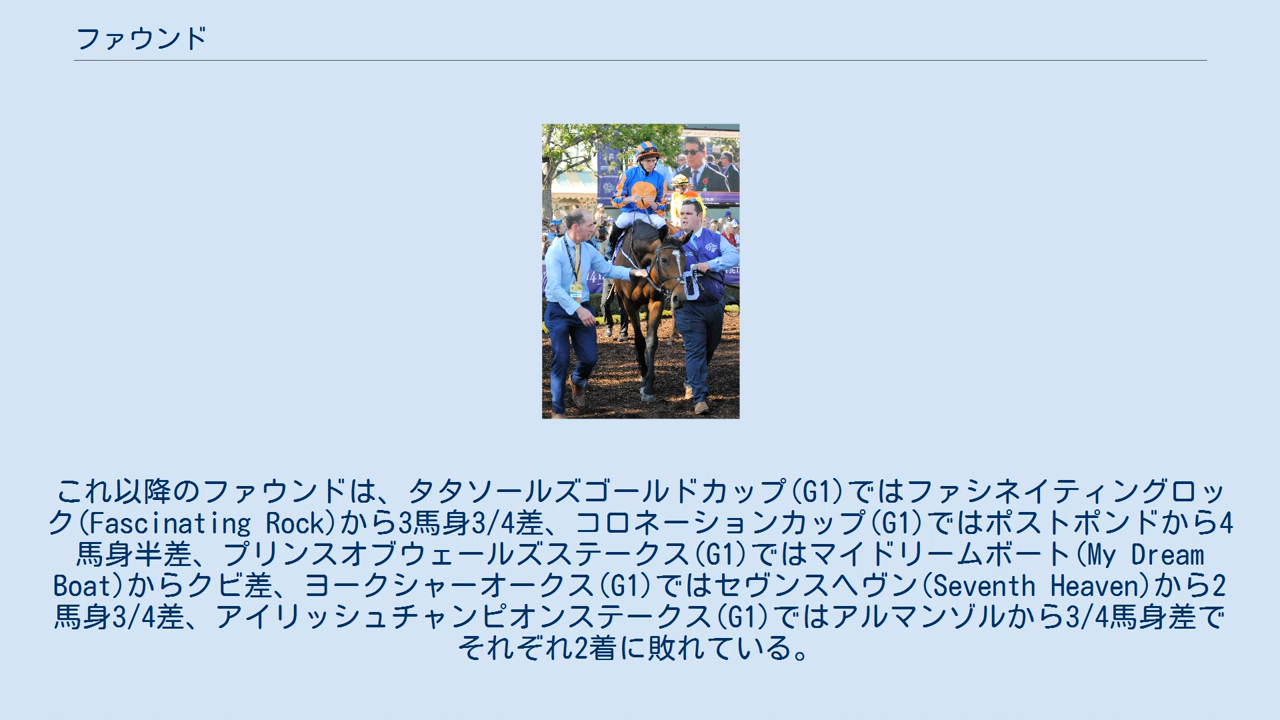 ファウンド
これ以降のファウンドは、タタソールズゴールドカップ(G1)ではファシネイティングロッ
ク(Fascinating Rock)から3馬身3/4差、コロネーションカップ(G1)ではポストポンドから4
馬身半差、プリンスオブウェールズステークス(G1)ではマイドリームボート(My Dream
Boat)からクビ差、ヨークシャーオークス(G1)ではセヴンスヘヴン(Seventh Heaven)から2
馬身3/4差、アイリッシュチャンピオンステークス(G1)ではアルマンゾルから3/4馬身差で
それぞれ2着に敗れている。